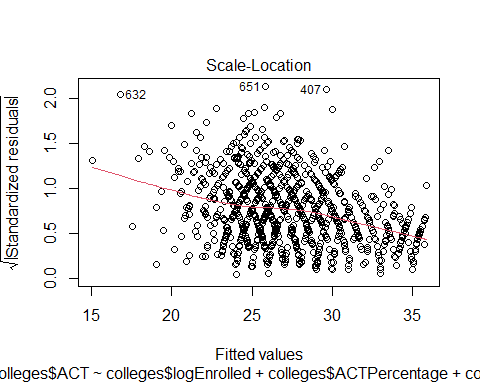 Scale-Location
√|Standardized residuals|
0.0 0.5 1.0 1.5 2.0
632
651
407
15 20 25 30 35
Fitted values
olleges$ACT ~ colleges$logEnrolled + colleges$ACTPercentage + co